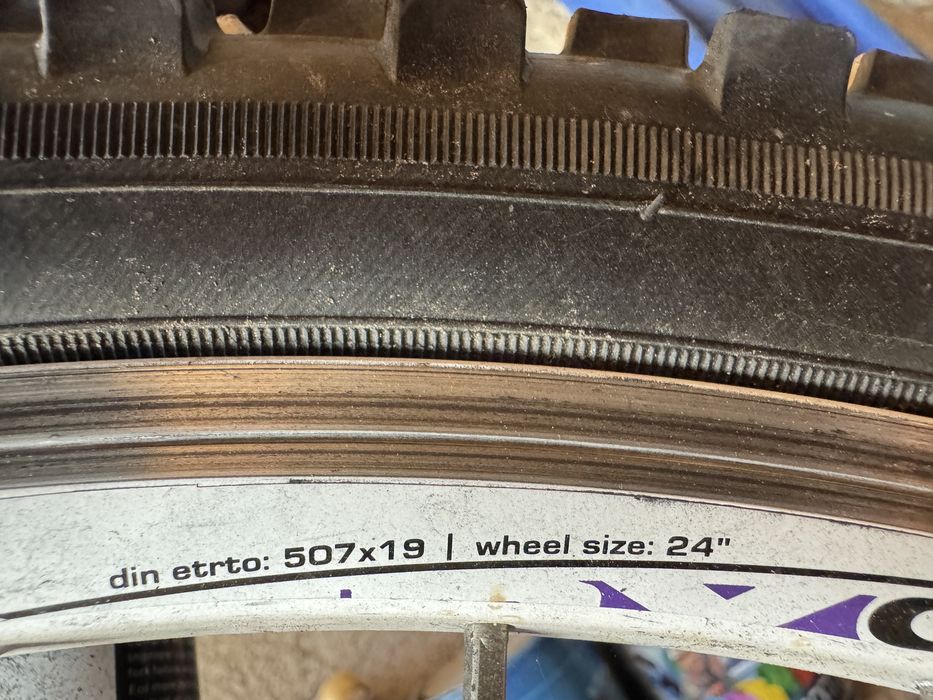 din etrto: 507x19 | wheel size: 24"